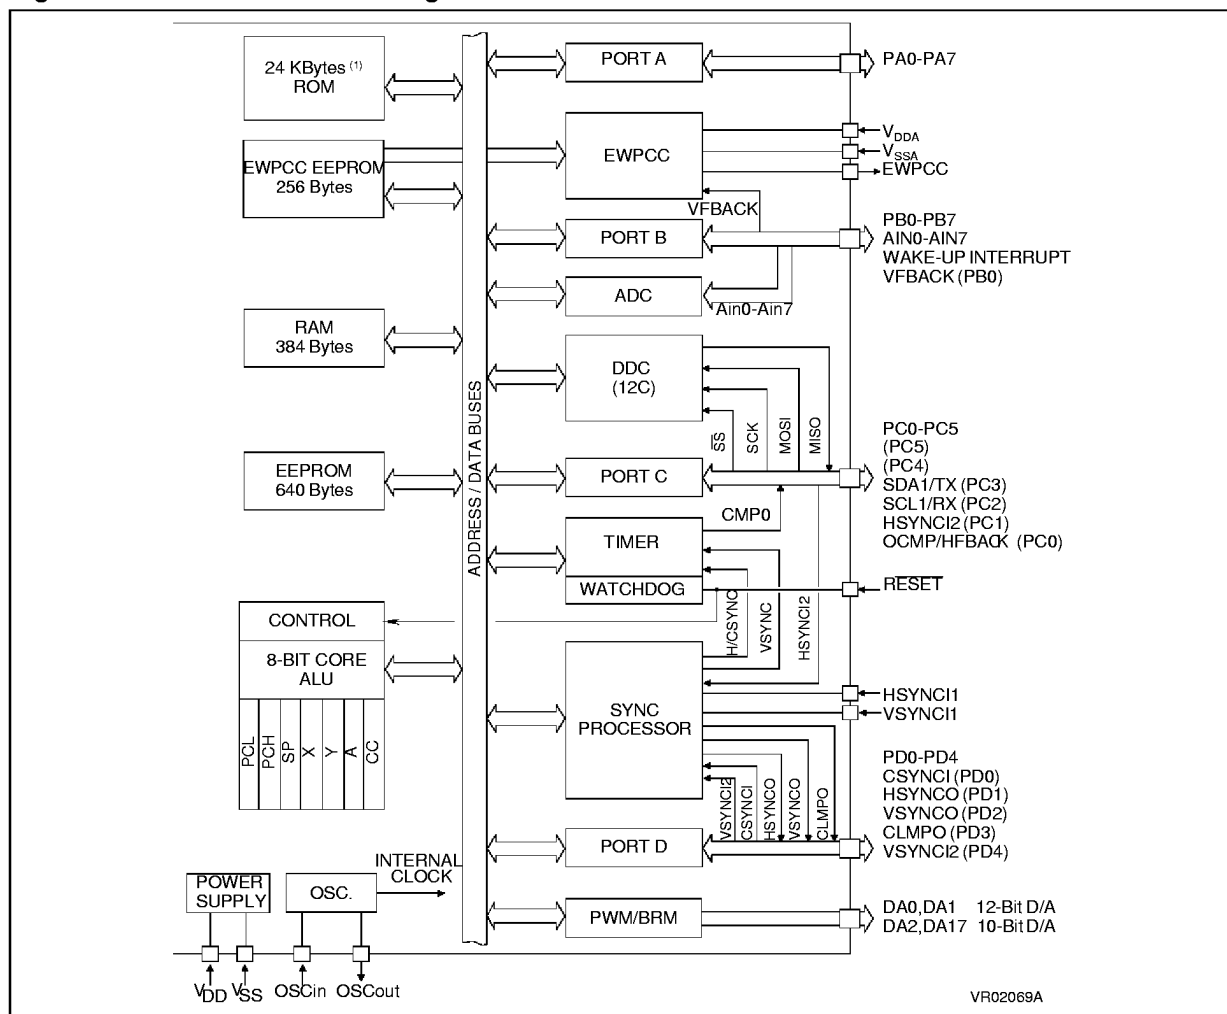 24 KBytes (1)
ROM
EWPCC EEPROM
256 Bytes
RAM
384 Bytes
EEPROM
640 Bytes
CONTROL
8-BIT CORE
ALU
PCL
PCH
SP
X
Y
A
CC
POWER
SUPPLY
OSC.
INTERNAL
CLOCK
VDD
VSS
OSCin
OSCout
ADDRESS / DATA BUSES
PORT A
EWPCC
VFBACK
PORT B
ADC
Ain0-Ain7
DDC
(12C)
SS
SCK
MOSI
MISO
PORT C
CMP0
TIMER
WATCHDOG
H/CSYNC
VSYNC
HSYNCI2
SYNC
PROCESSOR
VSYNCI2
CSYNCI
HSYNCO
VSYNCO
CLMPO
PORT D
PWM/BRM
PA0-PA7
VDDA
VSSA
EWPCC
PB0-PB7
AIN0-AIN7
WAKE-UP INTERRUPT
VFBACK (PB0)
PC0-PC5
(PC5)
(PC4)
SDA1/TX (PC3)
SCL1/RX (PC2)
HSYNCI2 (PC1)
OCMP/HFBACK (PC0)
RESET
HSYNCI1
VSYNCI1
PD0-PD4
CSYNCI (PD0)
HSYNCO (PD1)
VSYNCO (PD2)
CLMPO (PD3)
VSYNCI2 (PD4)
DA0,DA1 12-Bit D/A
DA2,DA17 10-Bit D/A
VR02069A